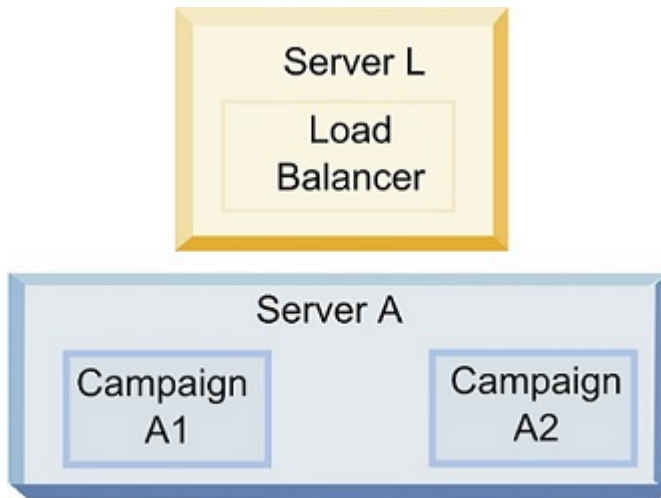 Server L
Load
Balancer
Server A
Campaign
A1
Campaign
A2